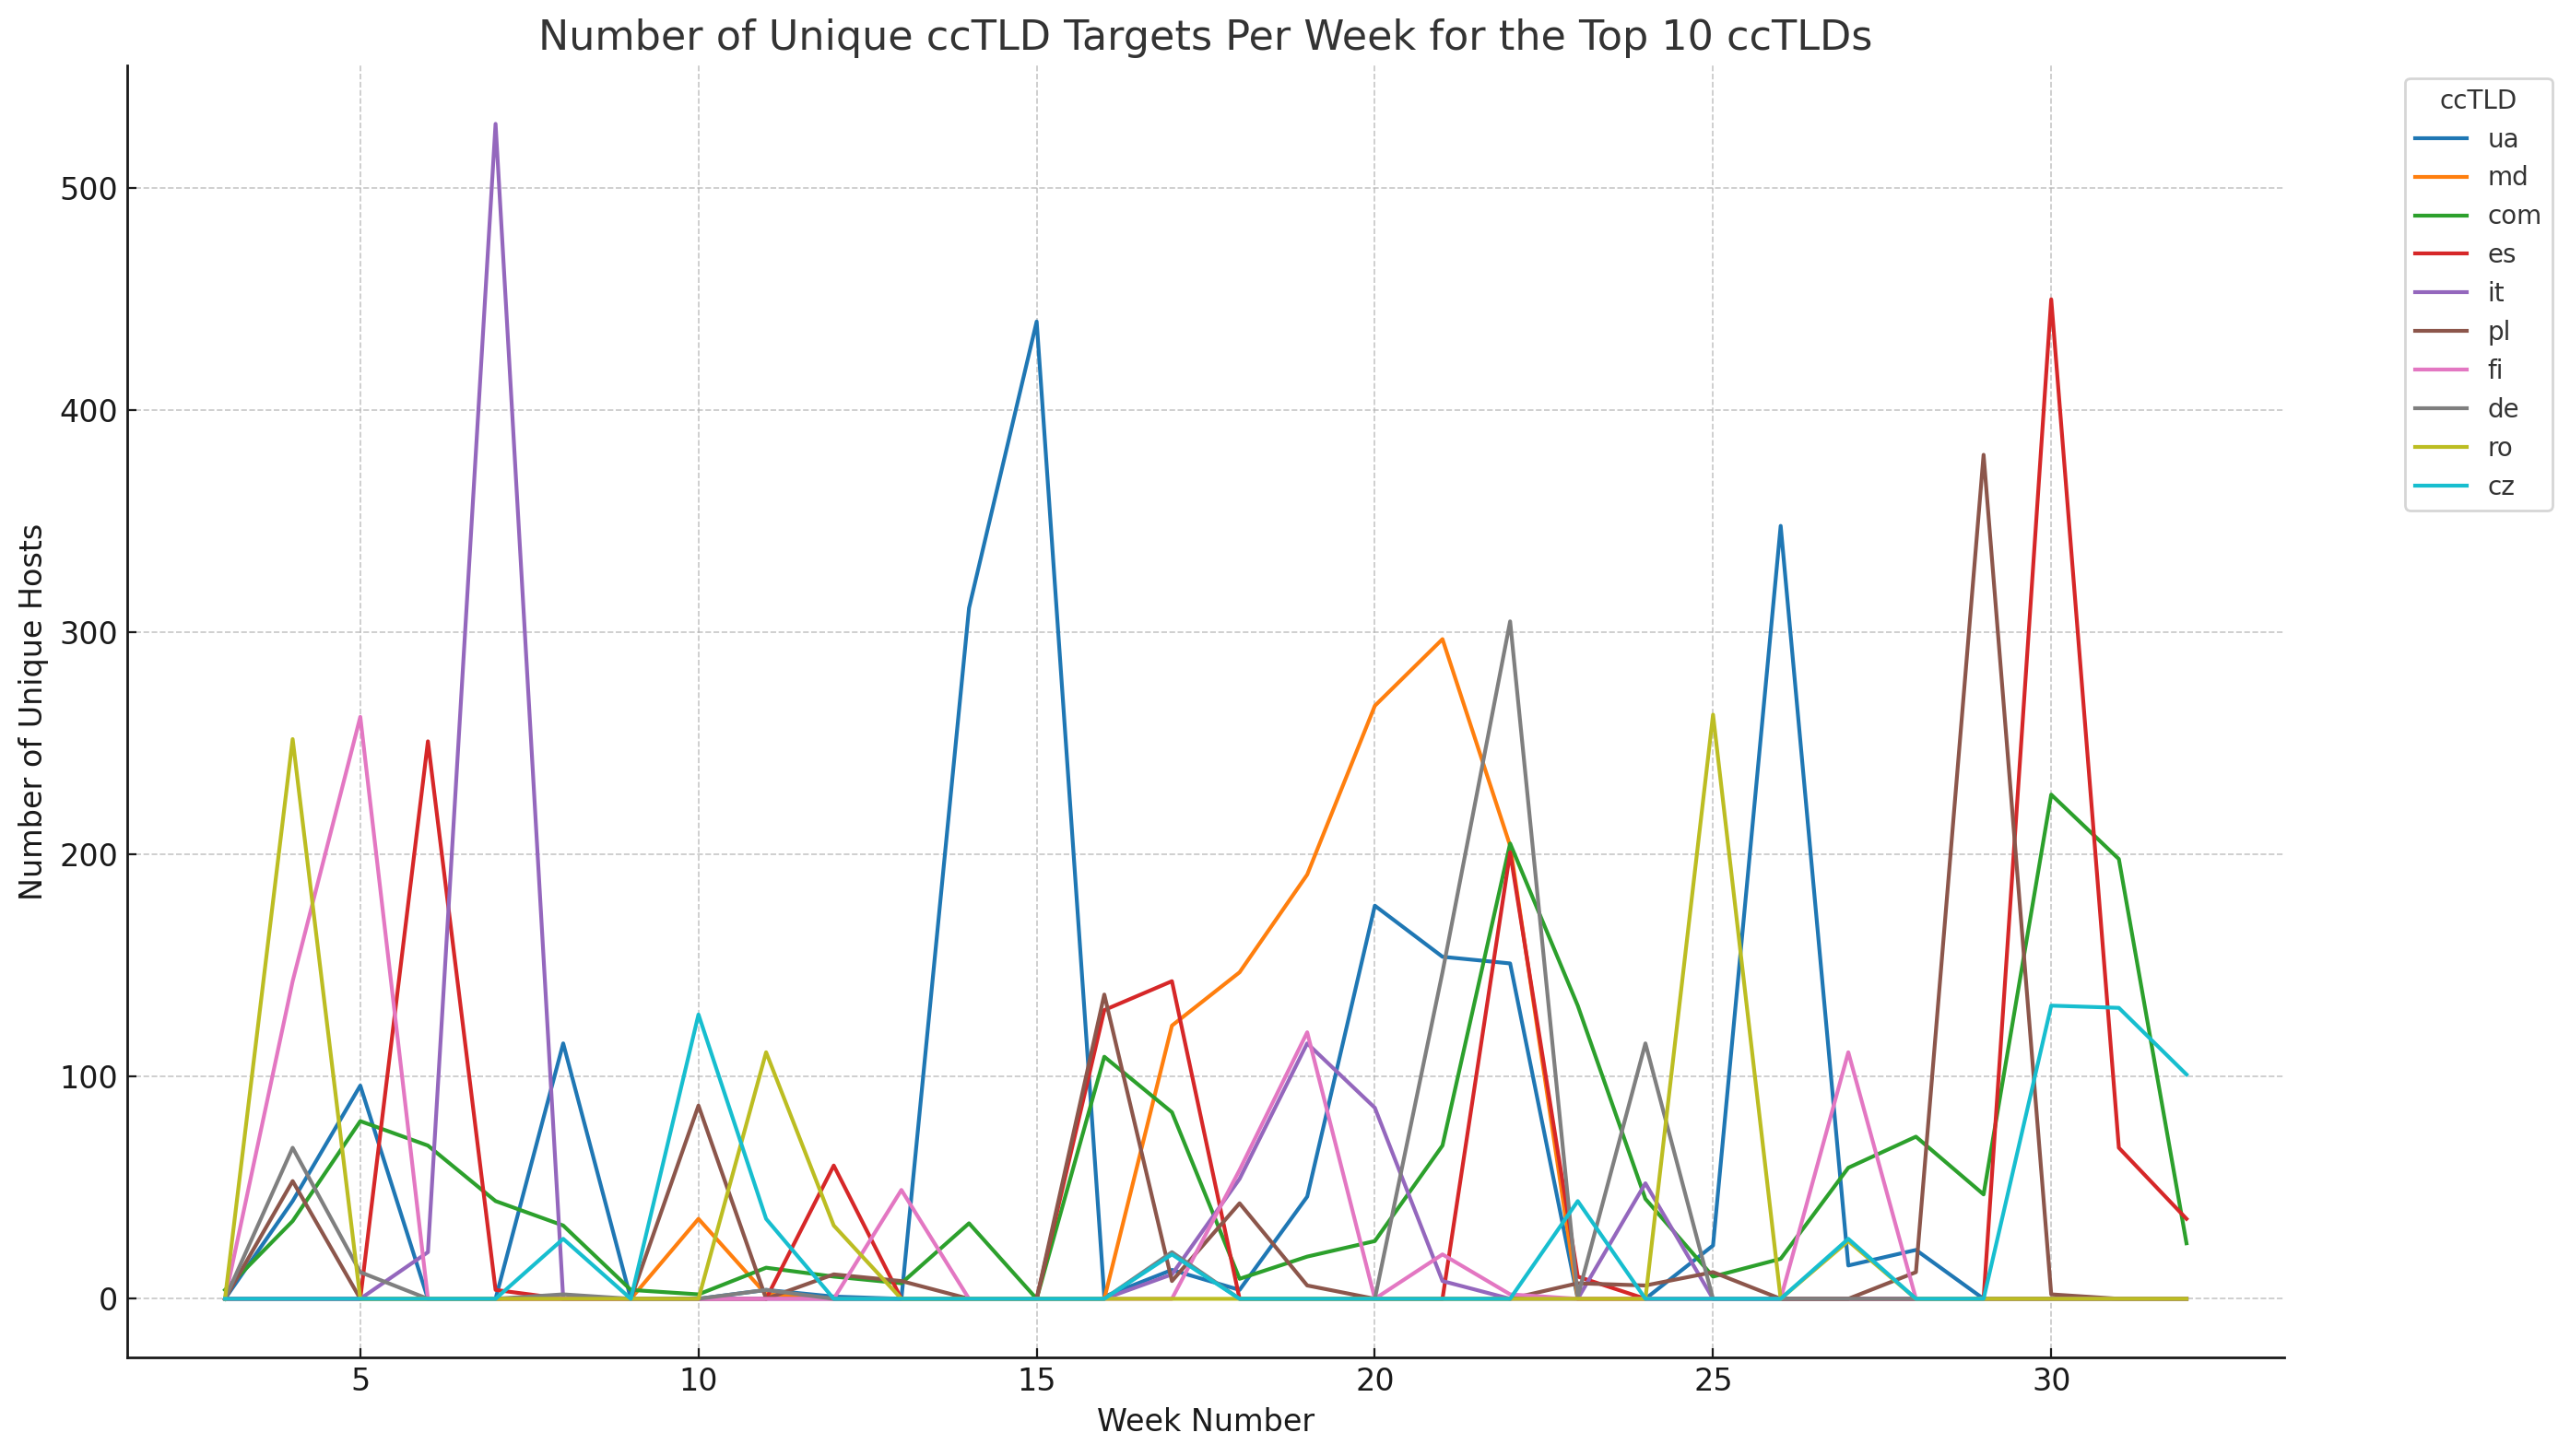 Number of Unique ccTLD Targets Per Week for the Top 10 ccTLDs
ccTLD
ua
md
com
es
it
pl
fi
de
ro
cz
Number of Unique Hosts
500
400
300
200
100
0
5 10 15 20 25 30
Week Number